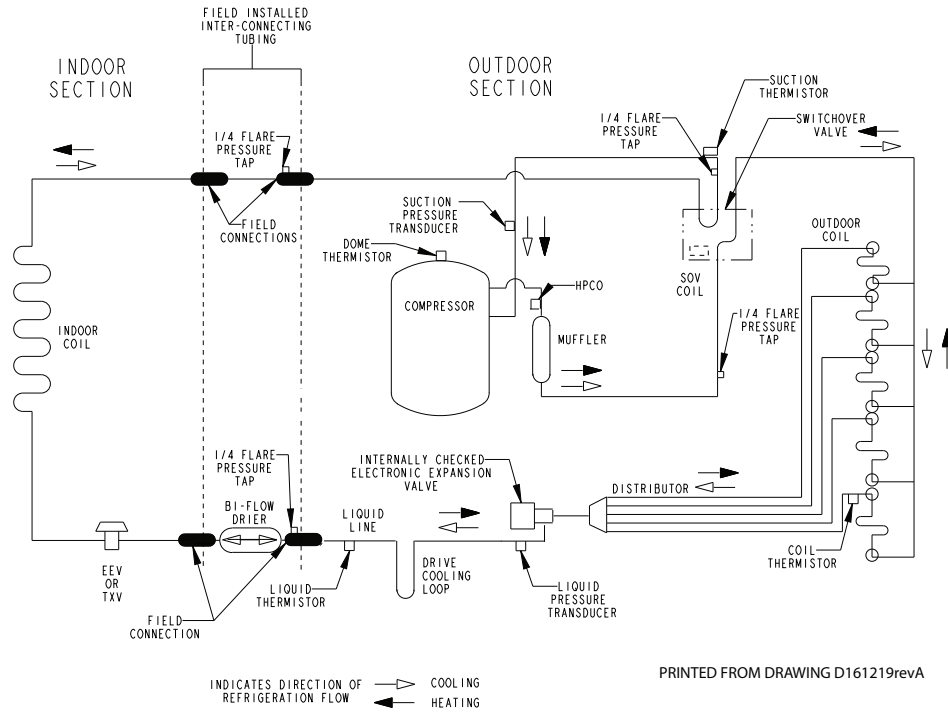 FIELD INSTALLED
INTER-CONNECTING
TUBING
INDOOR
SECTION
OUTDOOR
SECTION
SUCTION
THERMISTOR
1/4 FLARE
PRESSURE
TAP
SWITCHOVER
VALVE
1/4 FLARE
PRESSURE
TAP
FIELD
CONNECTIONS
SUCTION
PRESSURE
TRANSDUCER
DOME
THERMISTOR
OUTDOOR
COIL
SOV
COIL
HPCO
COMPRESSOR
1/4 FLARE
PRESSURE
TAP
INDOOR
COIL
MUFFLER
1/4 FLARE
PRESSURE
TAP
INTERNALLY CHECKED
ELECTRONIC EXPANSION
VALVE
DISTRIBUTOR
BI-FLOW
DRIER
LIQUID
LINE
COIL
THERMISTOR
EEV
OR
TXV
LIQUID
THERMISTOR
DRIVE
COOLING
LOOP
LIQUID
PRESSURE
TRANSDUCER
FIELD
CONNECTION
PRINTED FROM DRAWING D161219revA
INDICATES DIRECTION OF
REFRIGERATION FLOW
COOLING
HEATING